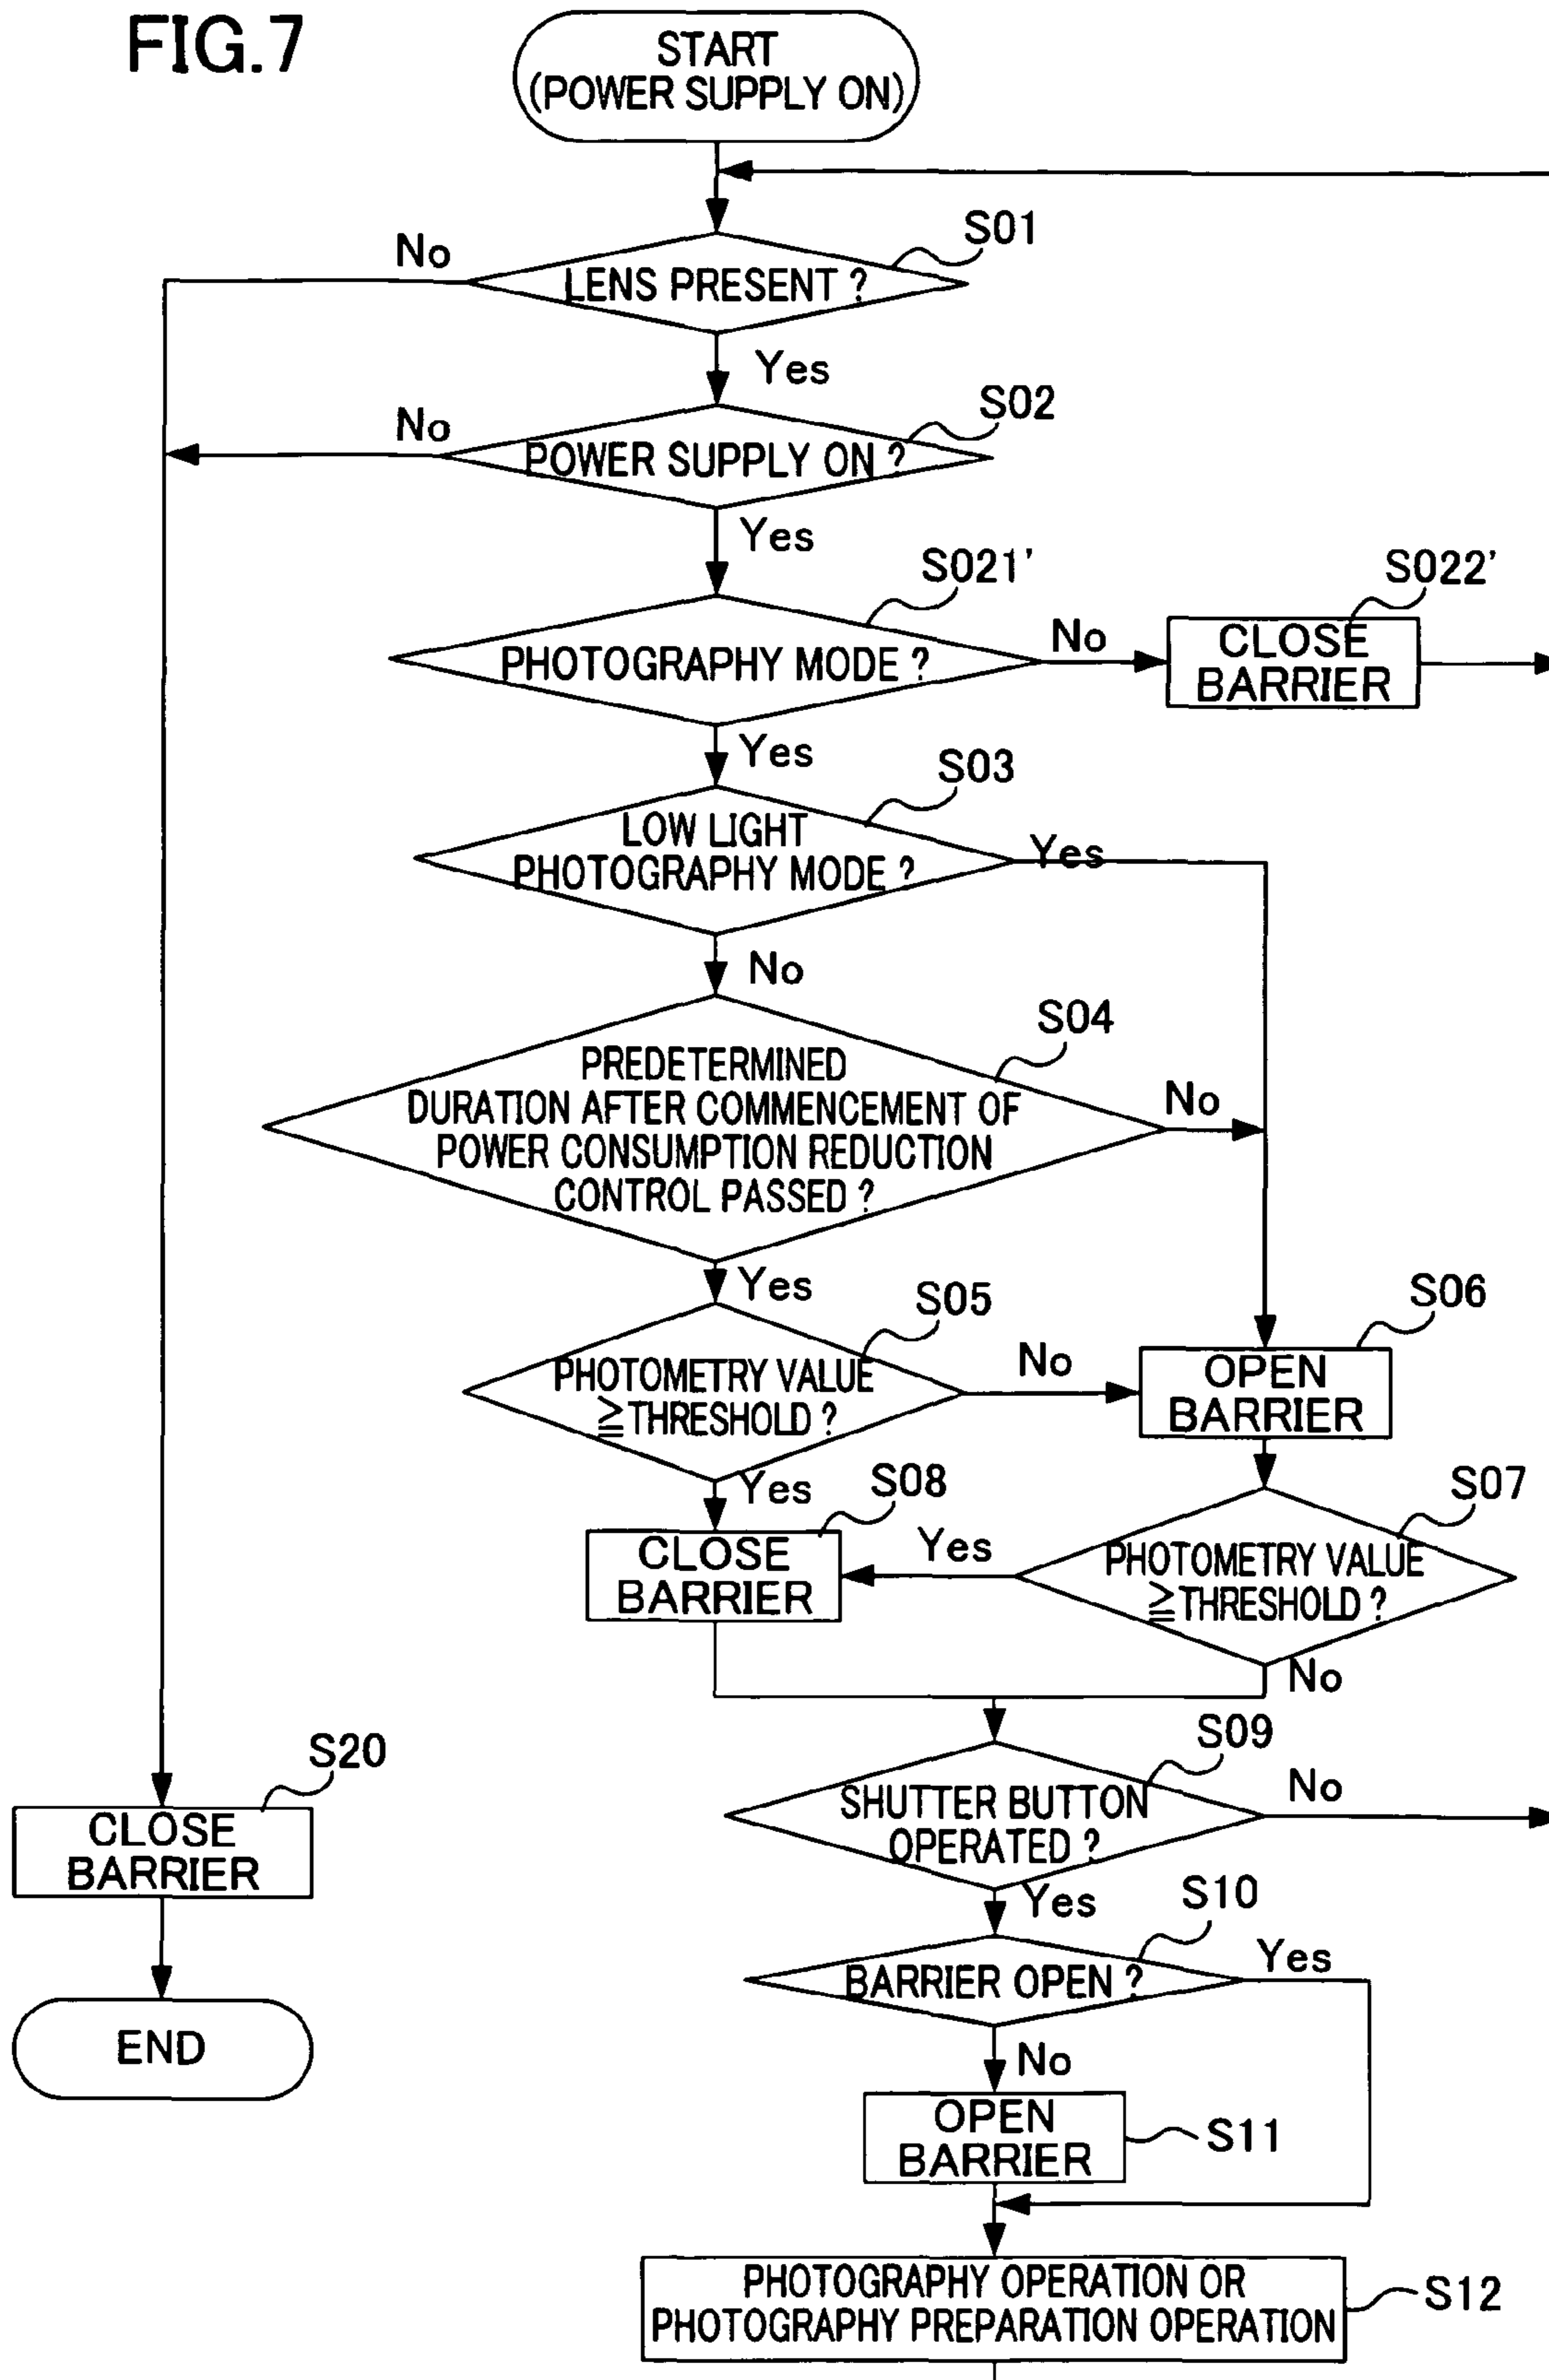 FIG.7
START
(POWER SUPPLY ON)
S01
No
LENS PRESENT ?
Yes
S02
No
POWER SUPPLY ON ?
Yes
S021'
S022'
PHOTOGRAPHY MODE ?
No
CLOSE
BARRIER
Yes
S03
LOW LIGHT
PHOTOGRAPHY MODE ?
Yes
No
S04
PREDETERMINED
DURATION AFTER COMMENCEMENT OF
POWER CONSUMPTION REDUCTION
CONTROL PASSED ?
No
Yes
S05
S06
PHOTOMETRY VALUE
≧THRESHOLD ?
No
OPEN
BARRIER
Yes
S08
S07
CLOSE
BARRIER
Yes
PHOTOMETRY VALUE
≧THRESHOLD ?
No
S20
CLOSE
BARRIER
END
S09
SHUTTER BUTTON
OPERATED ?
No
Yes
S10
BARRIER OPEN ?
Yes
No
OPEN
BARRIER
S11
PHOTOGRAPHY OPERATION OR
PHOTOGRAPHY PREPARATION OPERATION
S12